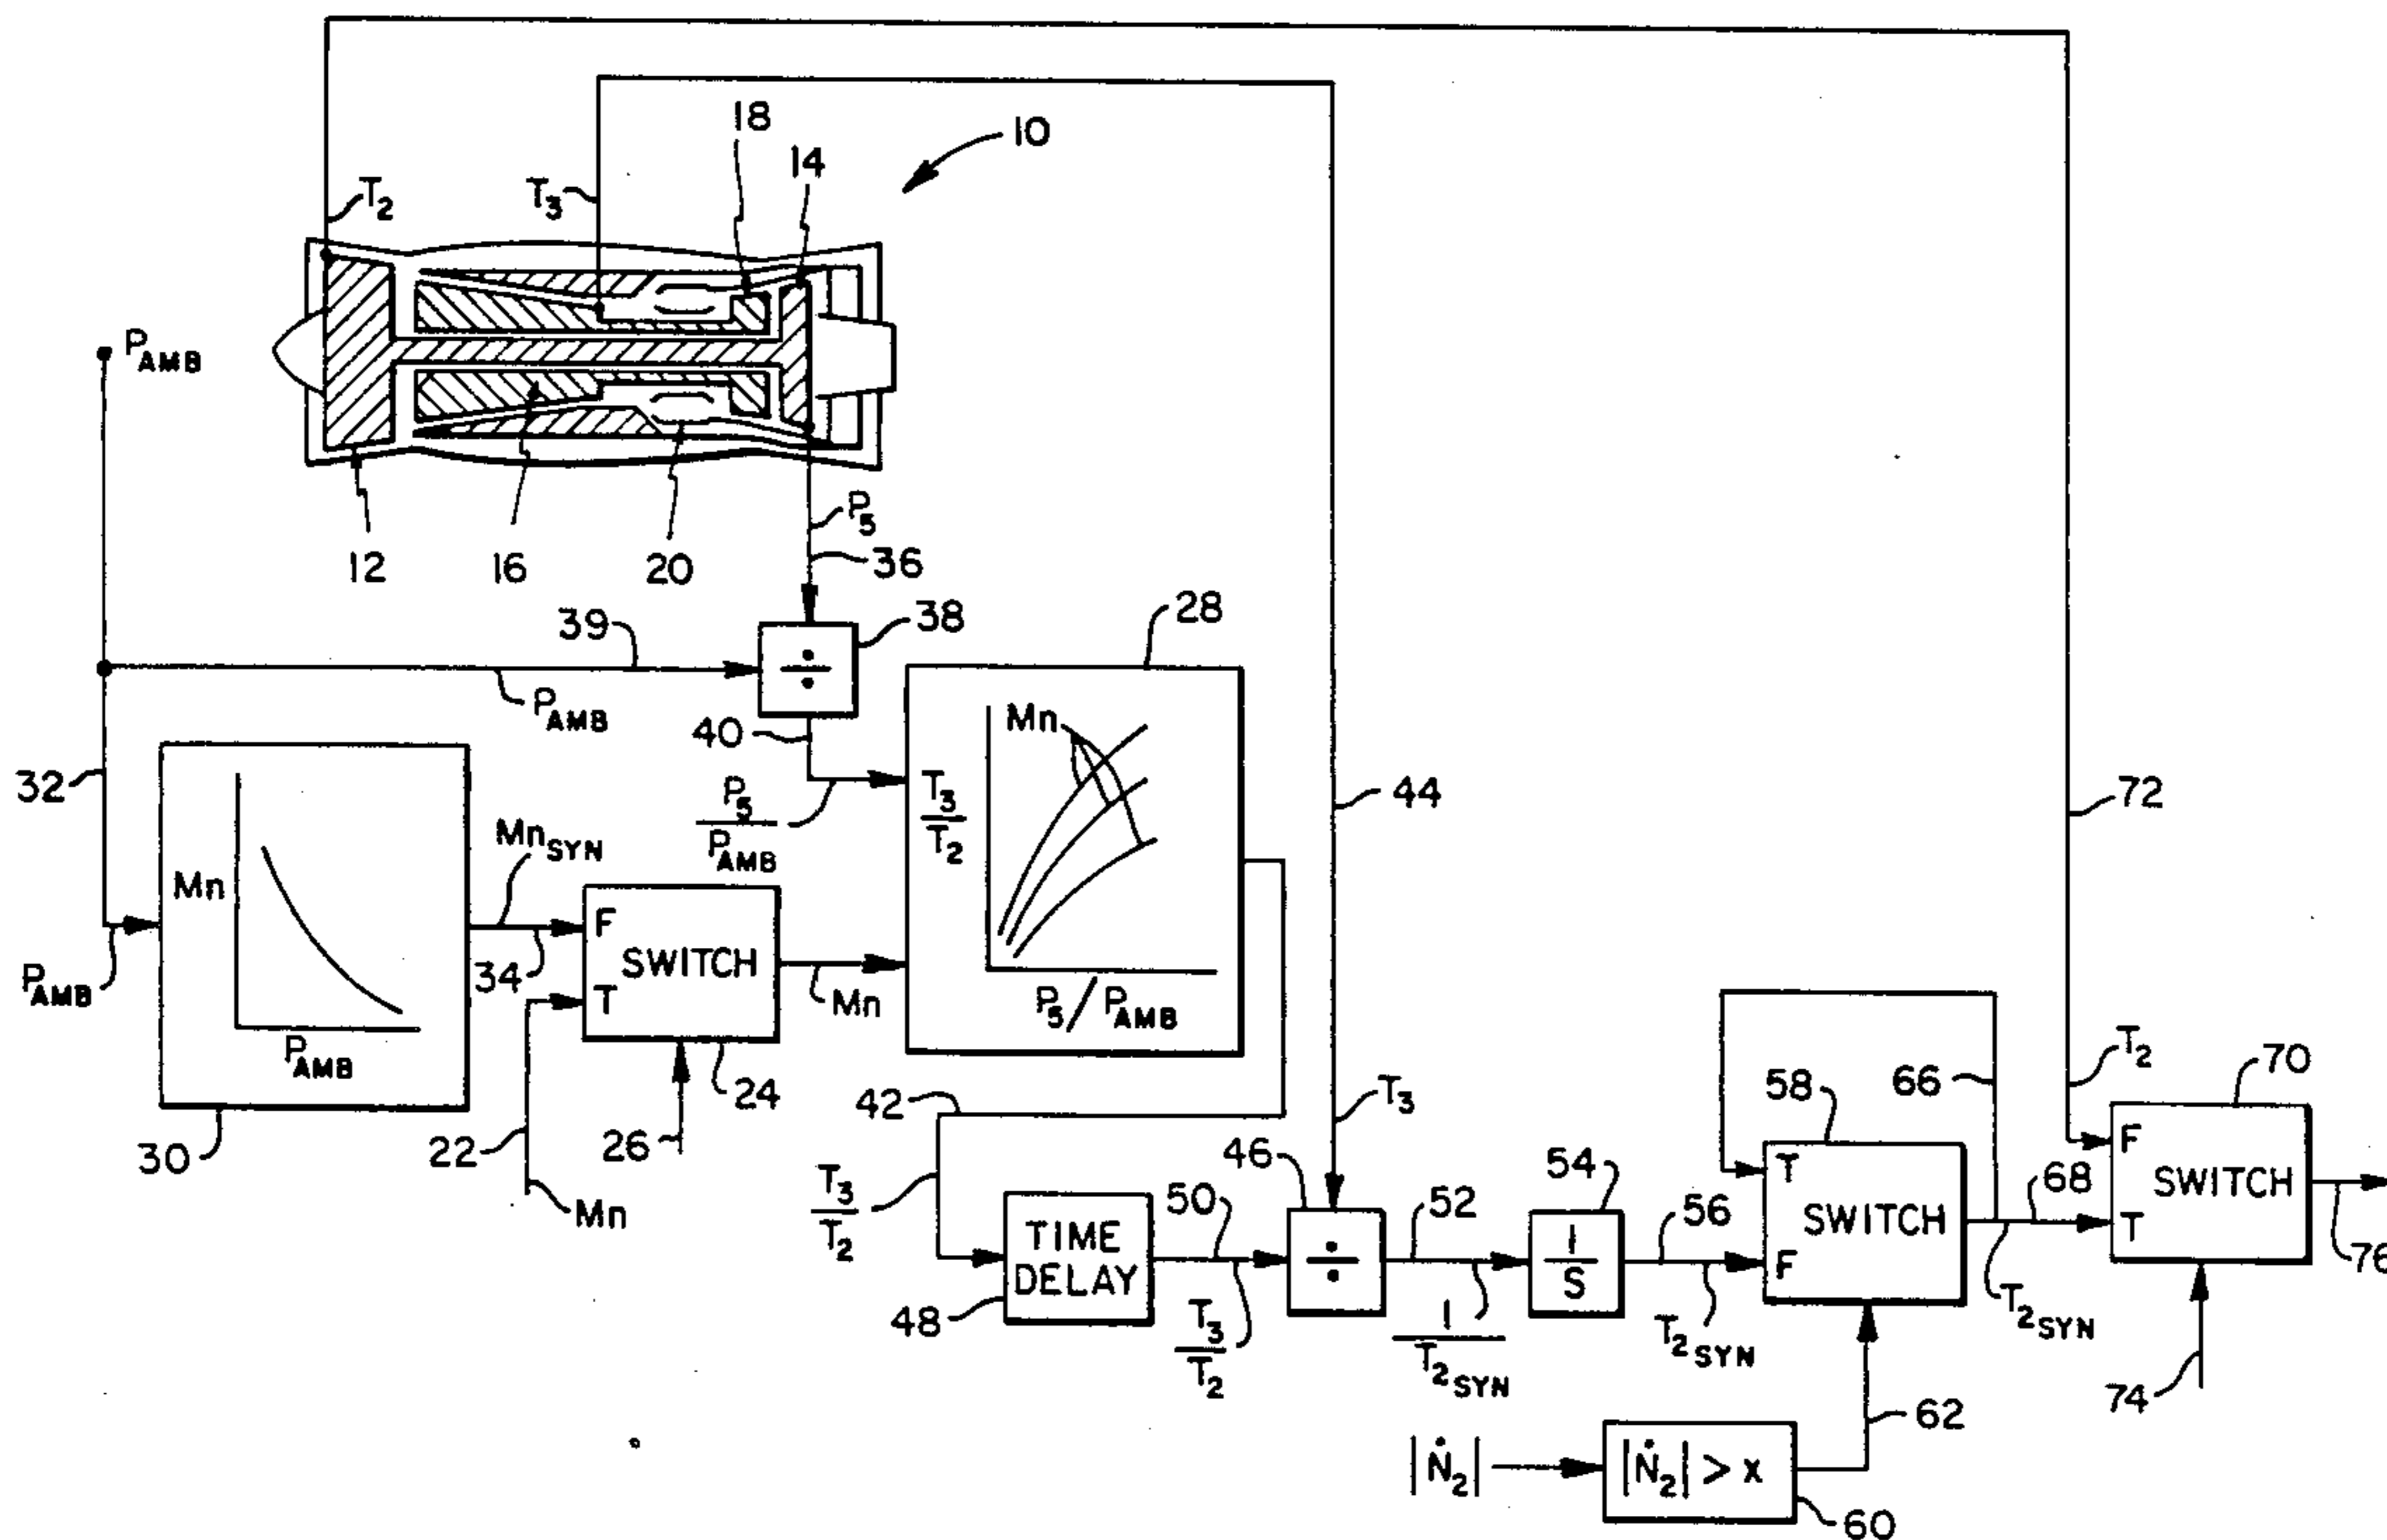 18
10
14
T2
T3
PAMB
P5
12
16
20
36
38
39
÷
28
PAMB
40
32
P5
PAMB
T3
T2
Mn
44
72
MnSYN
Mn
F
SWITCH
T
34
Mn
P5/PAMB
PAMB
PAMB
24
22
26
30
Mn
42
T3
T2
T3
66
T2
70
58
46
54
50
52
56
68
T
SWITCH
F
F
SWITCH
T
TIME
DELAY
÷
1
S
76
48
T3
T2
1
T2SYN
T2SYN
T2SYN
74
62
|Ṅ2|
|Ṅ2| > X
60